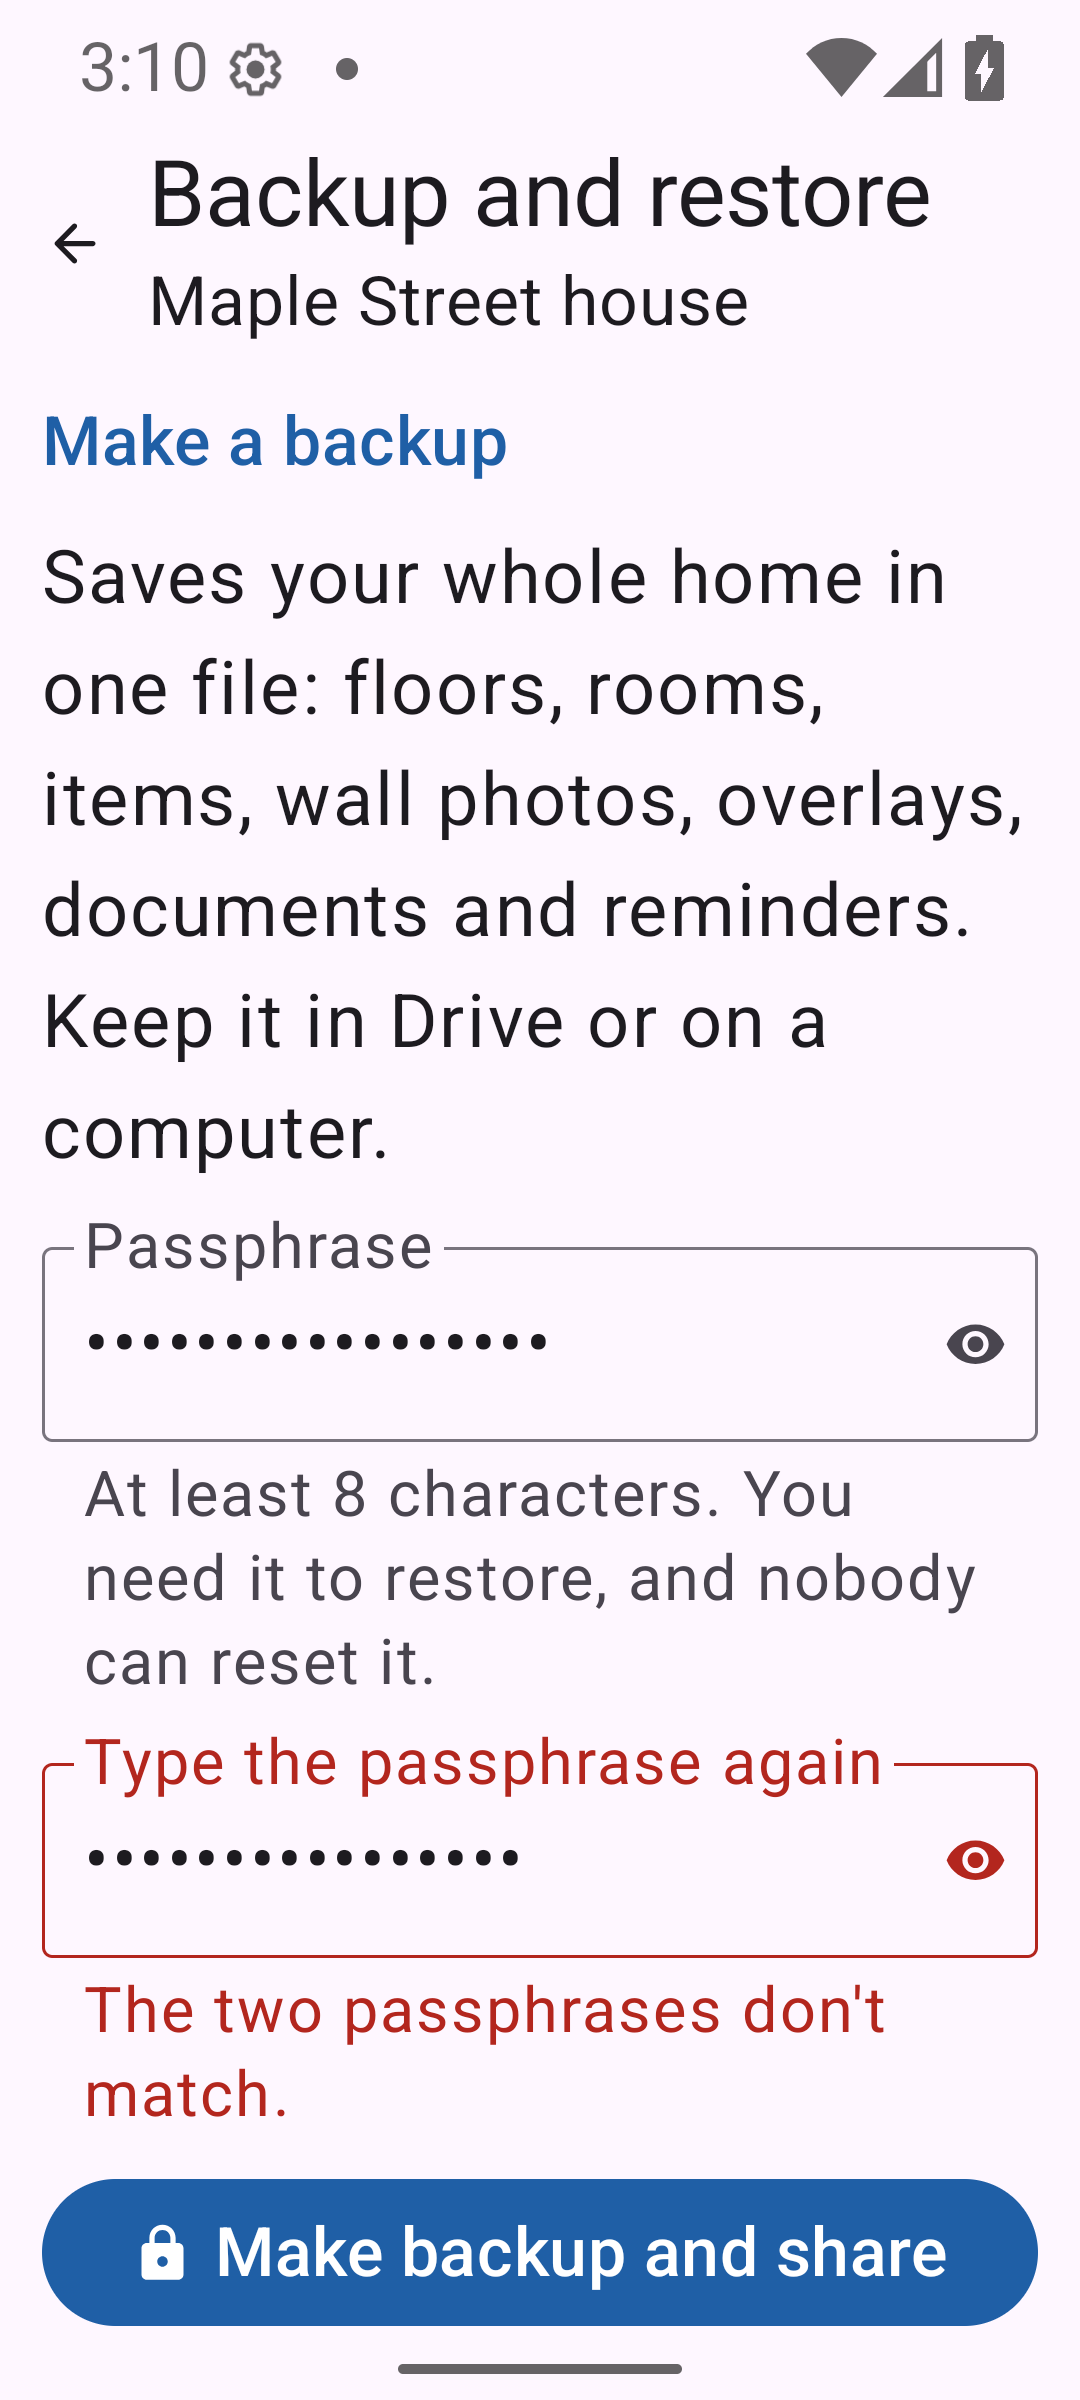 3:10
Backup and restore
Maple Street house
Make a backup
Saves your whole home in
one file: floors, rooms,
items, wall photos, overlays,
documents and reminders.
Keep it in Drive or on a
computer.
Passphrase
•••••••••••••••••
At least 8 characters. You
need it to restore, and nobody
can reset it.
Type the passphrase again
••••••••••••••••
The two passphrases don't
match.
Make backup and share